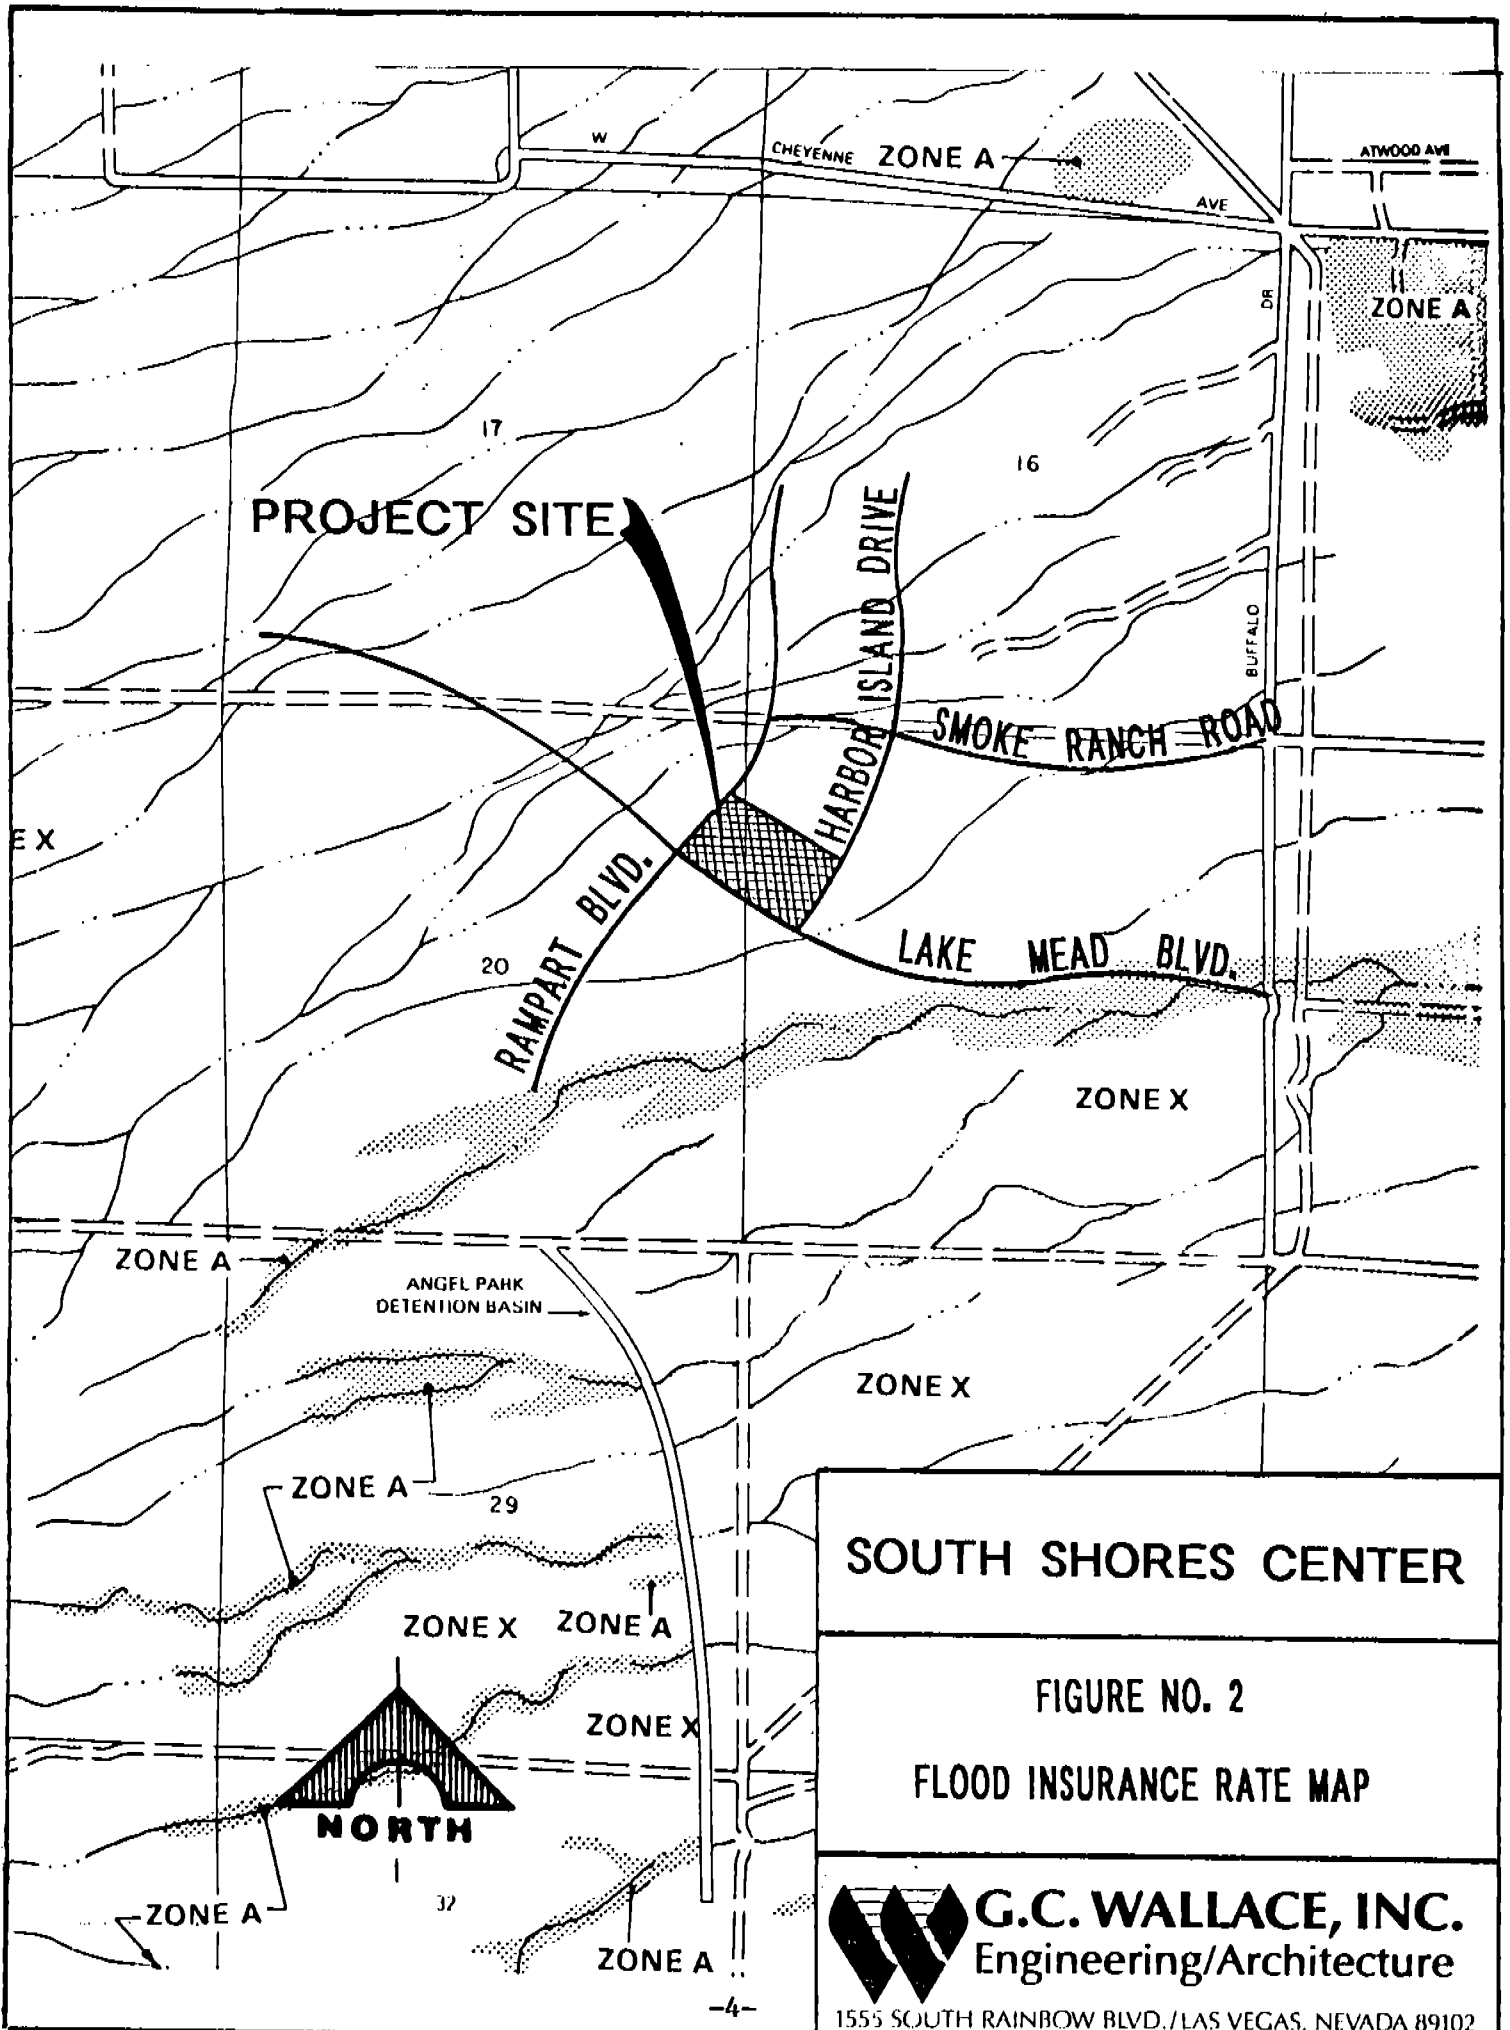 W
CHEYENNE
ZONE A
ATWOOD AVE
AVE
DR
ZONE A
17
16
PROJECT SITE
HARBOR ISLAND DRIVE
BUFFALO
SMOKE RANCH ROAD
E X
RAMPART BLVD.
20
LAKE MEAD BLVD.
ZONE X
ZONE A
ANGEL PARK
DETENTION BASIN
ZONE X
ZONE A
29
SOUTH SHORES CENTER
ZONE X
ZONE A
FIGURE NO. 2
ZONE X
FLOOD INSURANCE RATE MAP
NORTH
32
ZONE A
ZONE A
G.C. WALLACE, INC.
Engineering/Architecture
-4-
1555 SOUTH RAINBOW BLVD./LAS VEGAS, NEVADA 89102